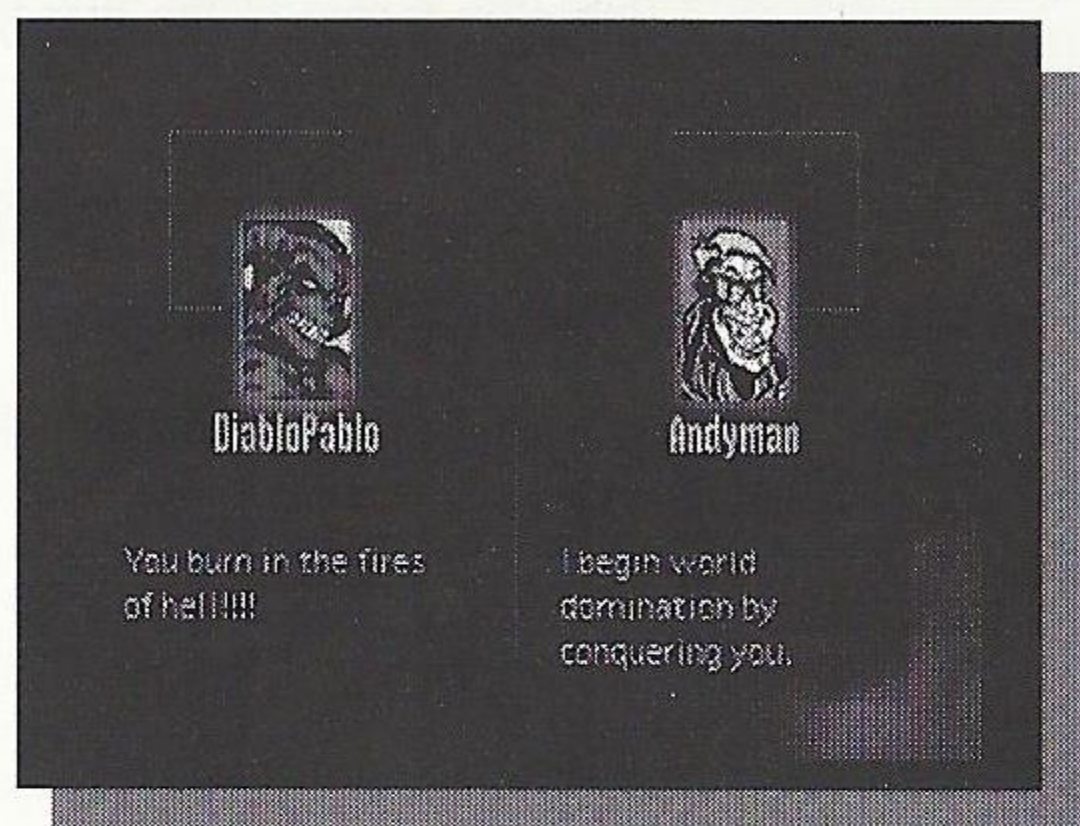 DiabloPablo
Andyman
You burn in the fires
of hell!!!!!
I begin world
domination by
conquering you.